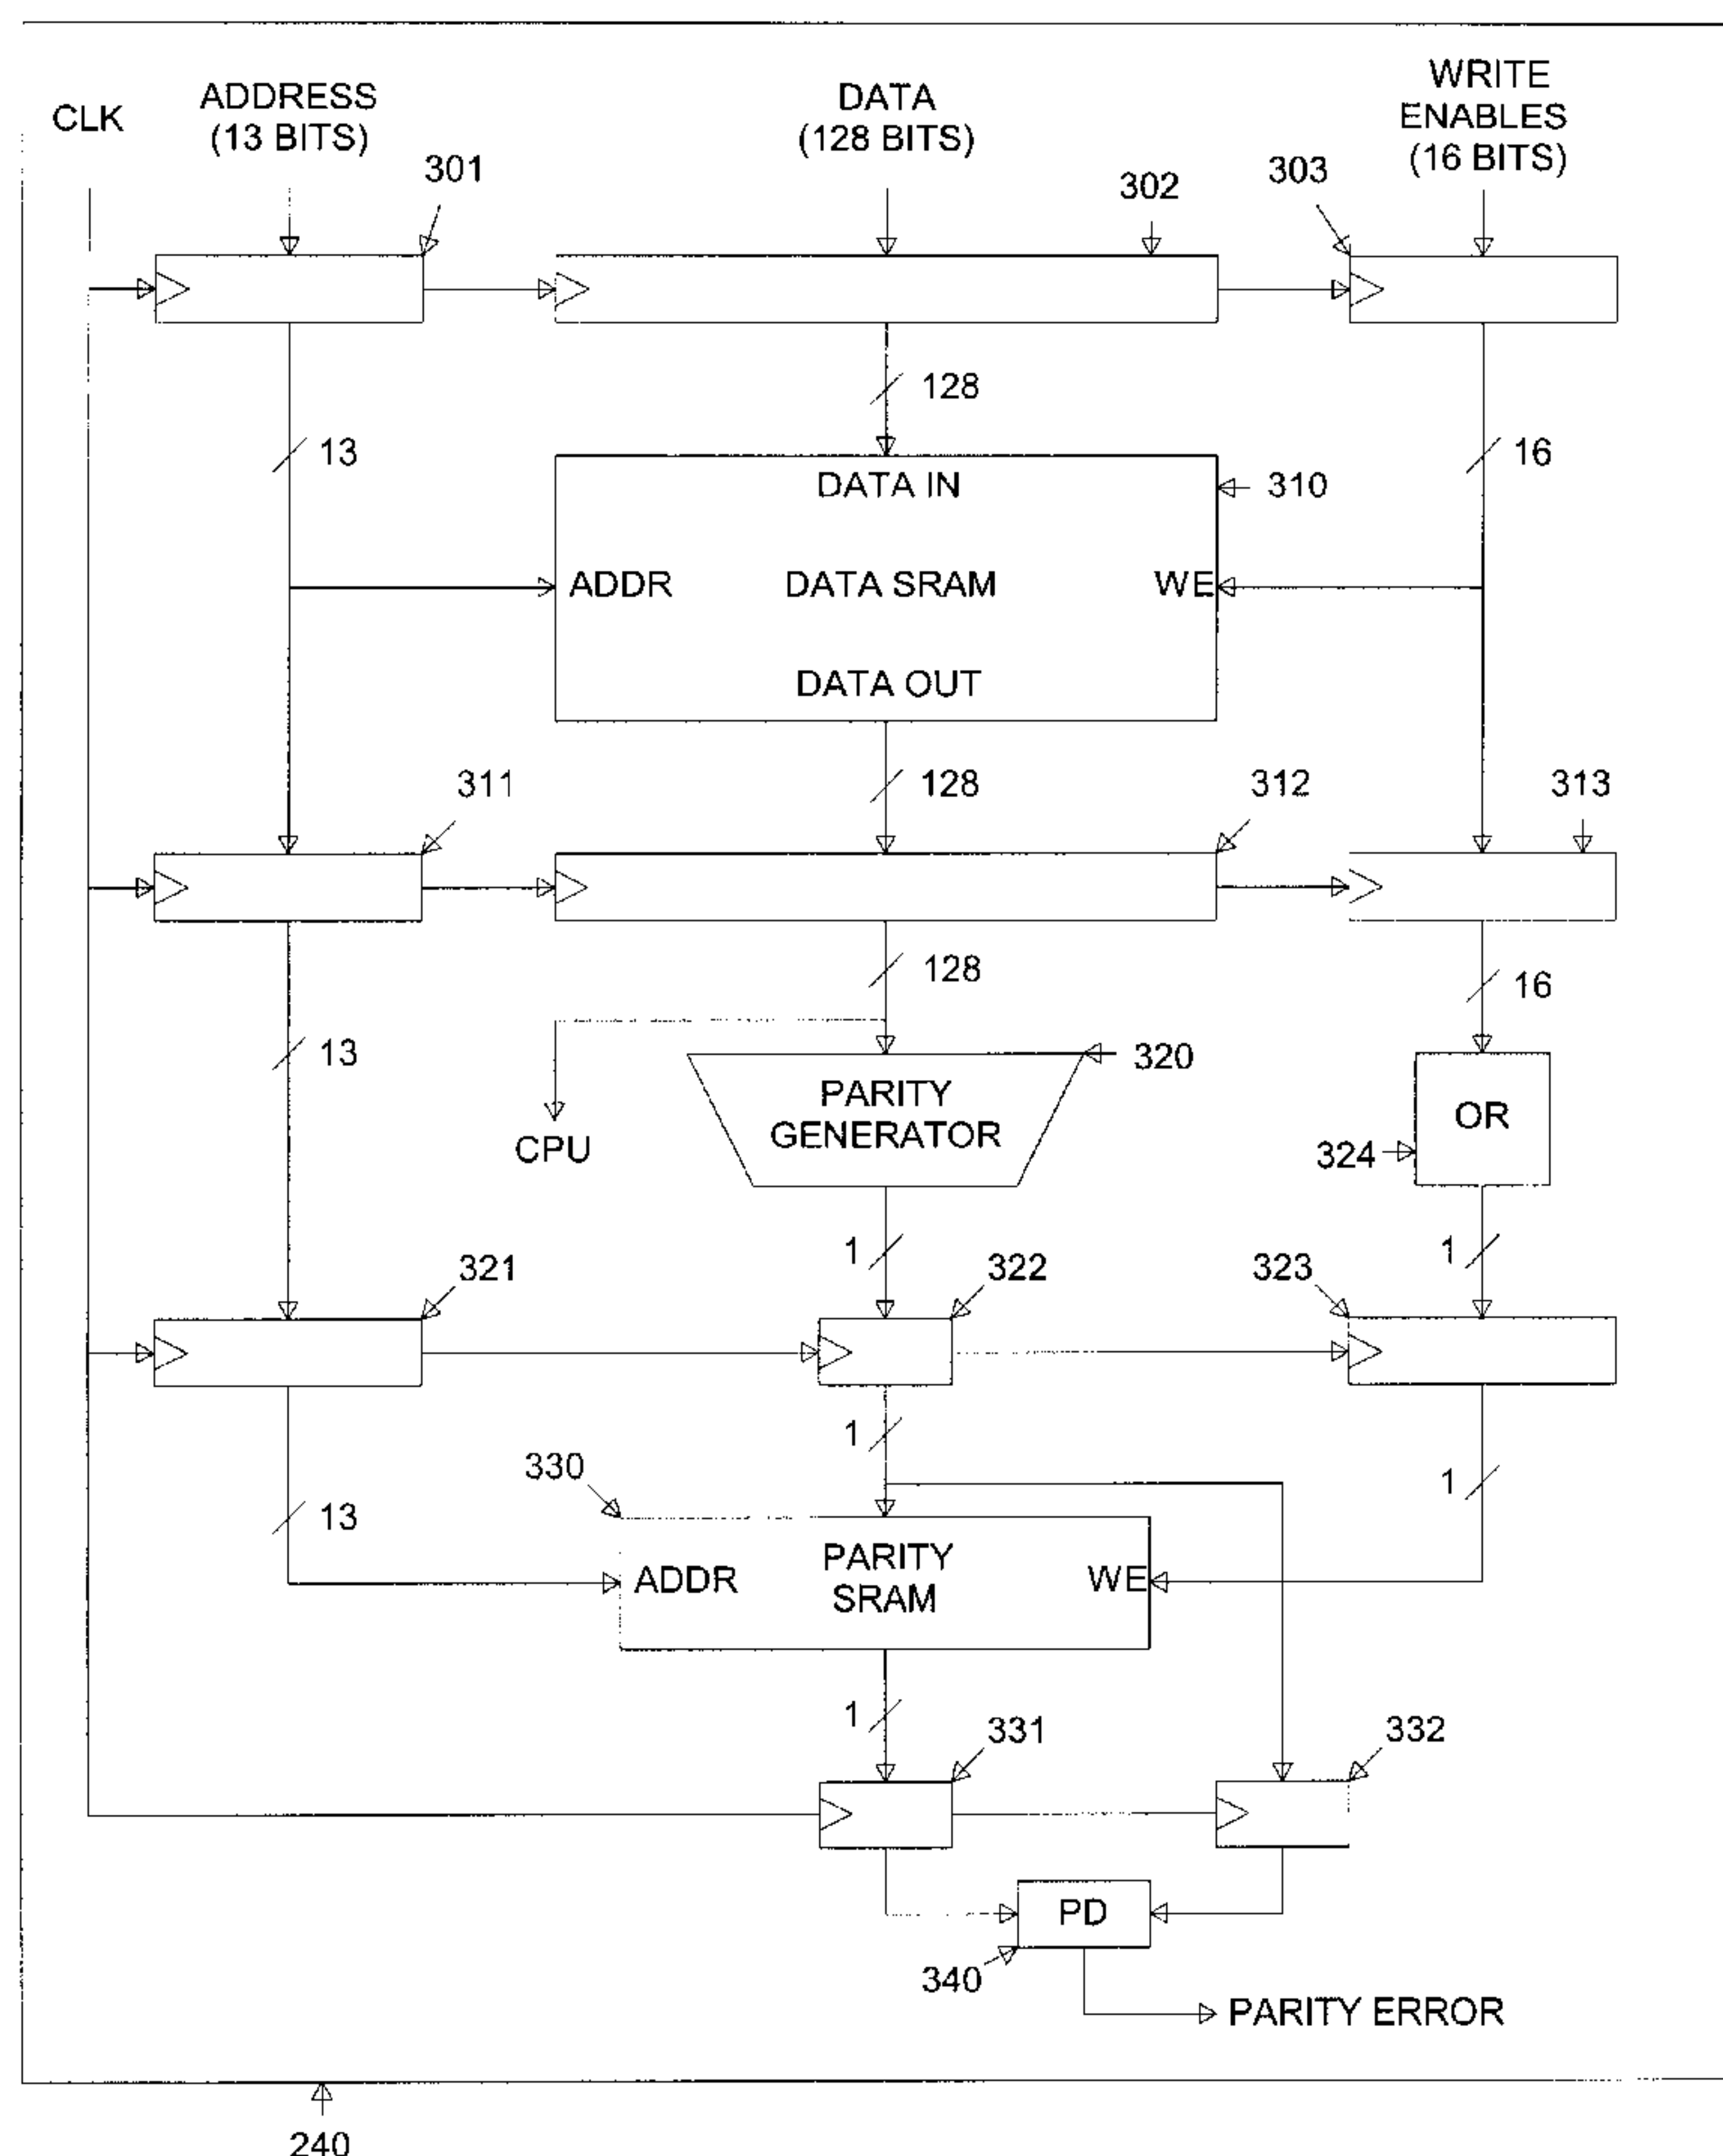 WRITE
CLK
ADDRESS
DATA
ENABLES
(13 BITS)
(128 BITS)
(16 BITS)
301
302
303
128
13
16
DATA IN
310
ADDR
DATA SRAM
WE
DATA OUT
311
128
312
313
128
16
13
320
PARITY
GENERATOR
OR
CPU
324
1
1
321
322
323
1
330
1
13
PARITY
ADDR
WE
SRAM
1
331
332
PD
340
PARITY ERROR
240